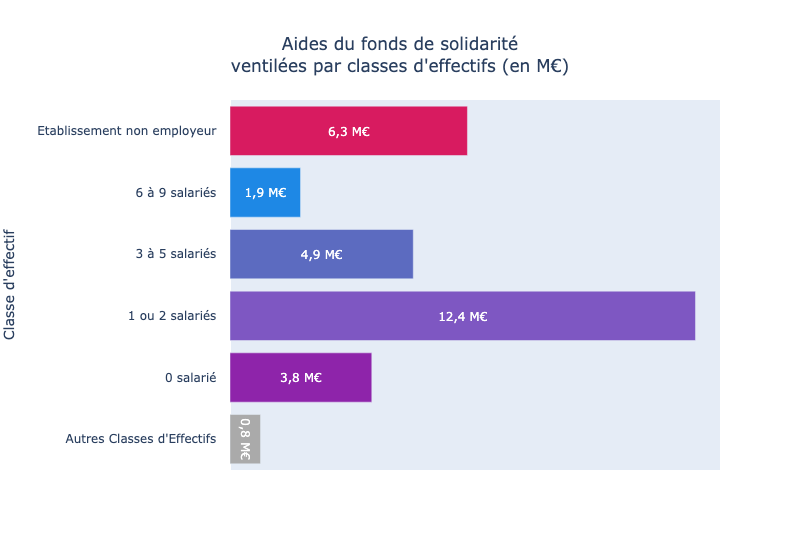 Aides du fonds de solidarité
ventilées par classes d'effectifs (en M€)
Classe d'effectif
Etablissement non employeur
6,3 M€
6 à 9 salariés
1,9 M€
3 à 5 salariés
4,9 M€
1 ou 2 salariés
12,4 M€
0 salarié
3,8 M€
Autres Classes d'Effectifs
0,8 M€